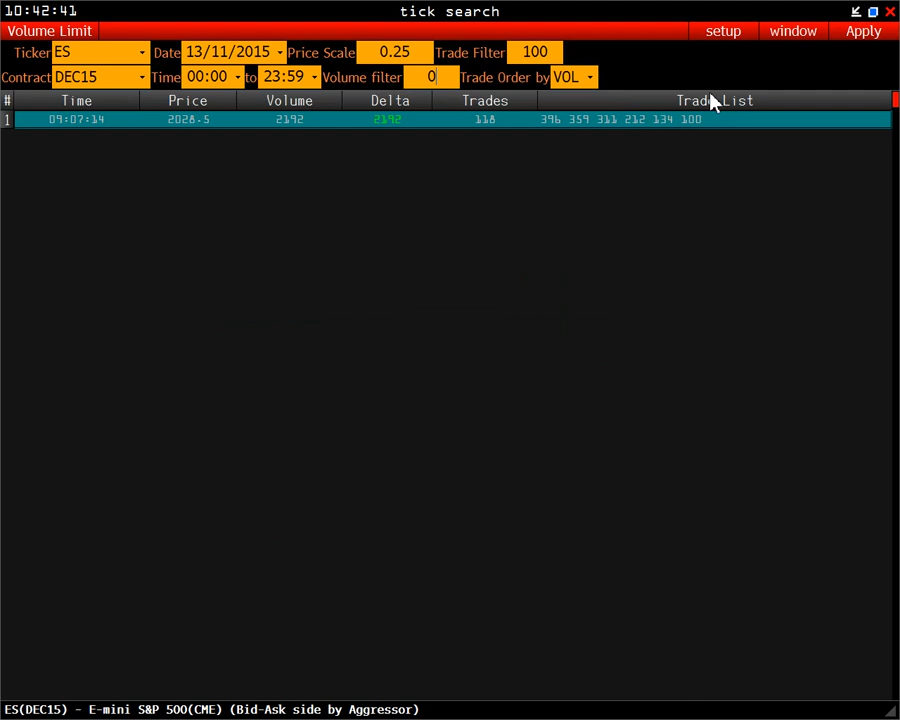 10:42:41 tick search
Volume Limit setup window Apply
Ticker ES Date 13/11/2015 Price Scale 0.25 Trade Filter 100
Contract DEC15 Time 00:00 to 23:59 Volume filter 0 Trade Order by VOL
# Time Price Volume Delta Trades Trade List
1 09:07:14 2028.5 2192 2192 118 396 359 311 212 134 100
ES(DEC15) - E-mini S&P 500(CME) (Bid-Ask side by Aggressor)